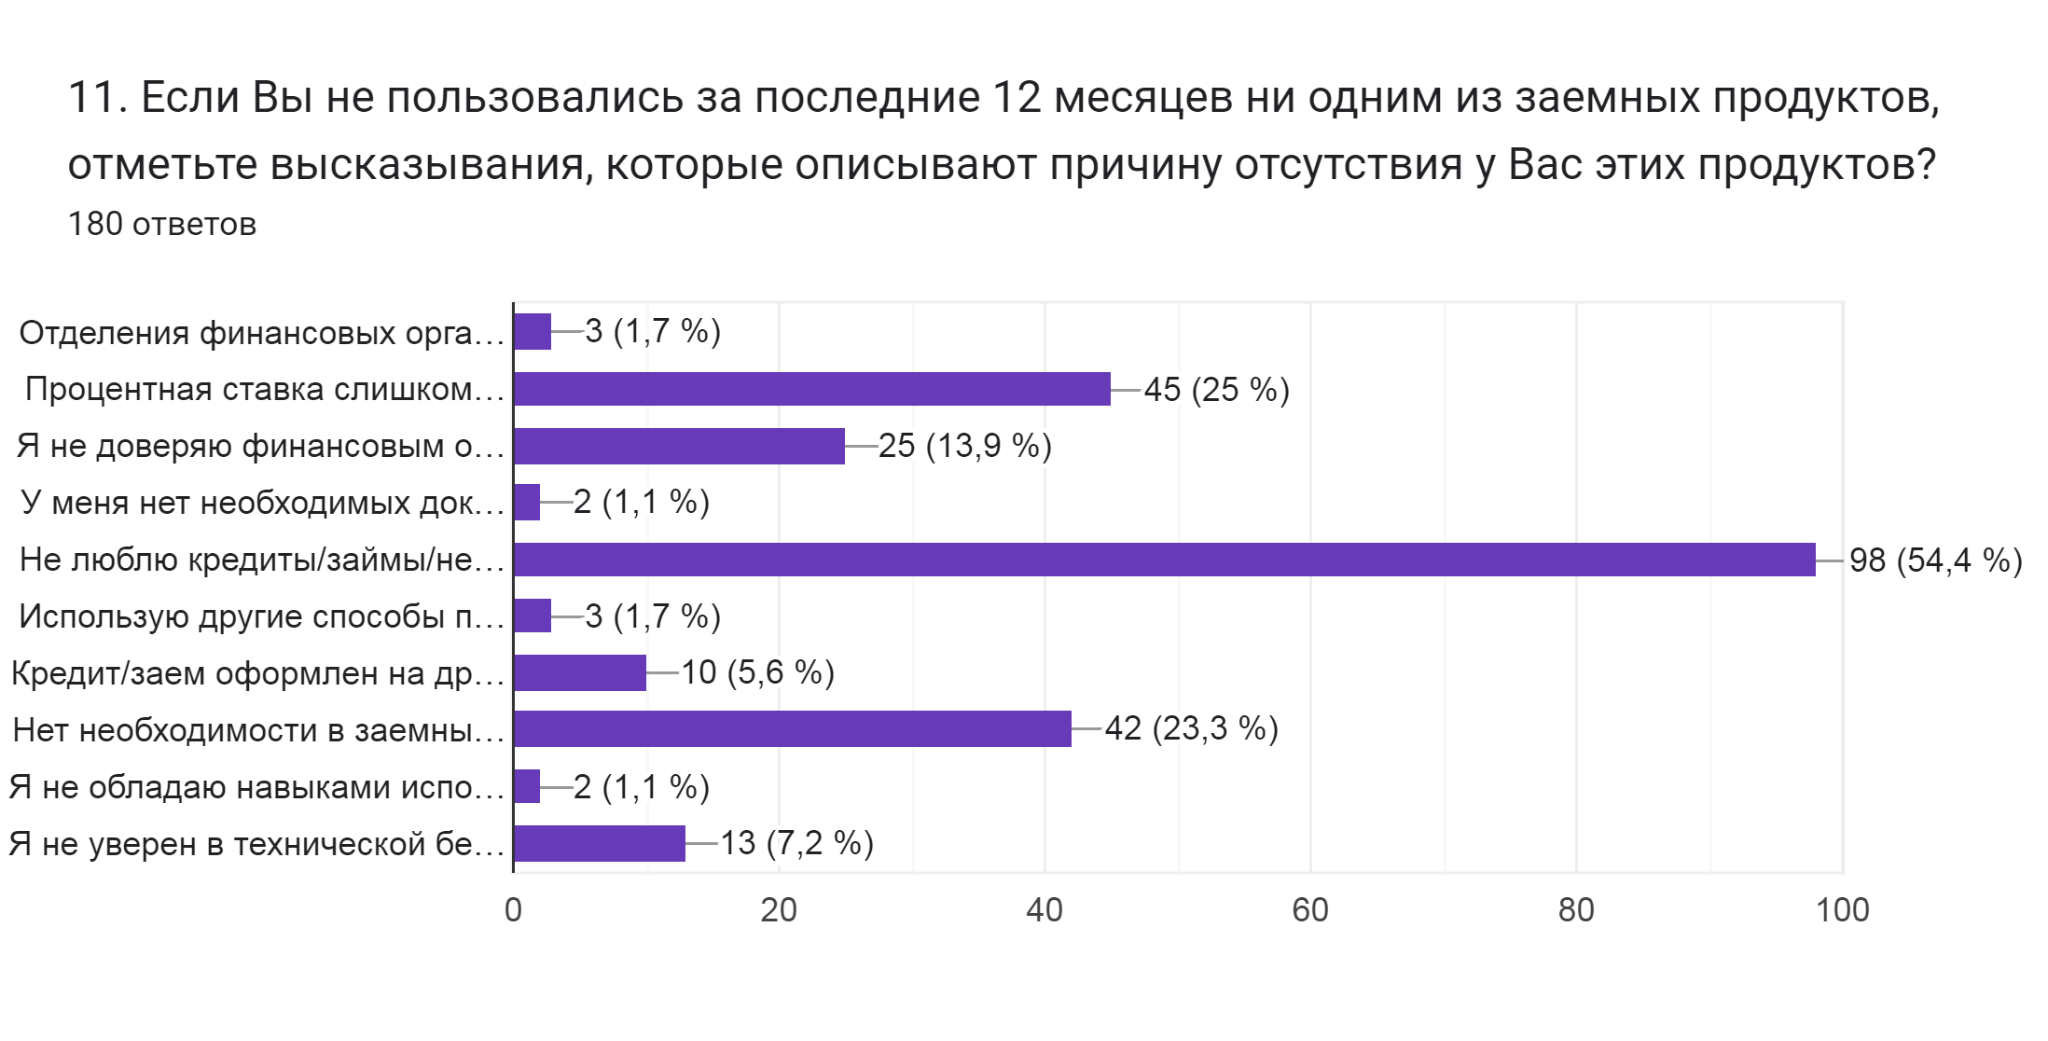 11. Если Вы не пользовались за последние 12 месяцев ни одним из заемных продуктов,
отметьте высказывания, которые описывают причину отсутствия у Вас этих продуктов?
180 ответов
Отделения финансовых орга… 3 (1,7 %)
Процентная ставка слишком… 45 (25 %)
Я не доверяю финансовым о… 25 (13,9 %)
У меня нет необходимых док… 2 (1,1 %)
Не люблю кредиты/займы/не… 98 (54,4 %)
Использую другие способы п… 3 (1,7 %)
Кредит/заем оформлен на др… 10 (5,6 %)
Нет необходимости в заемны… 42 (23,3 %)
Я не обладаю навыками испо… 2 (1,1 %)
Я не уверен в технической бе… 13 (7,2 %)
0 20 40 60 80 100